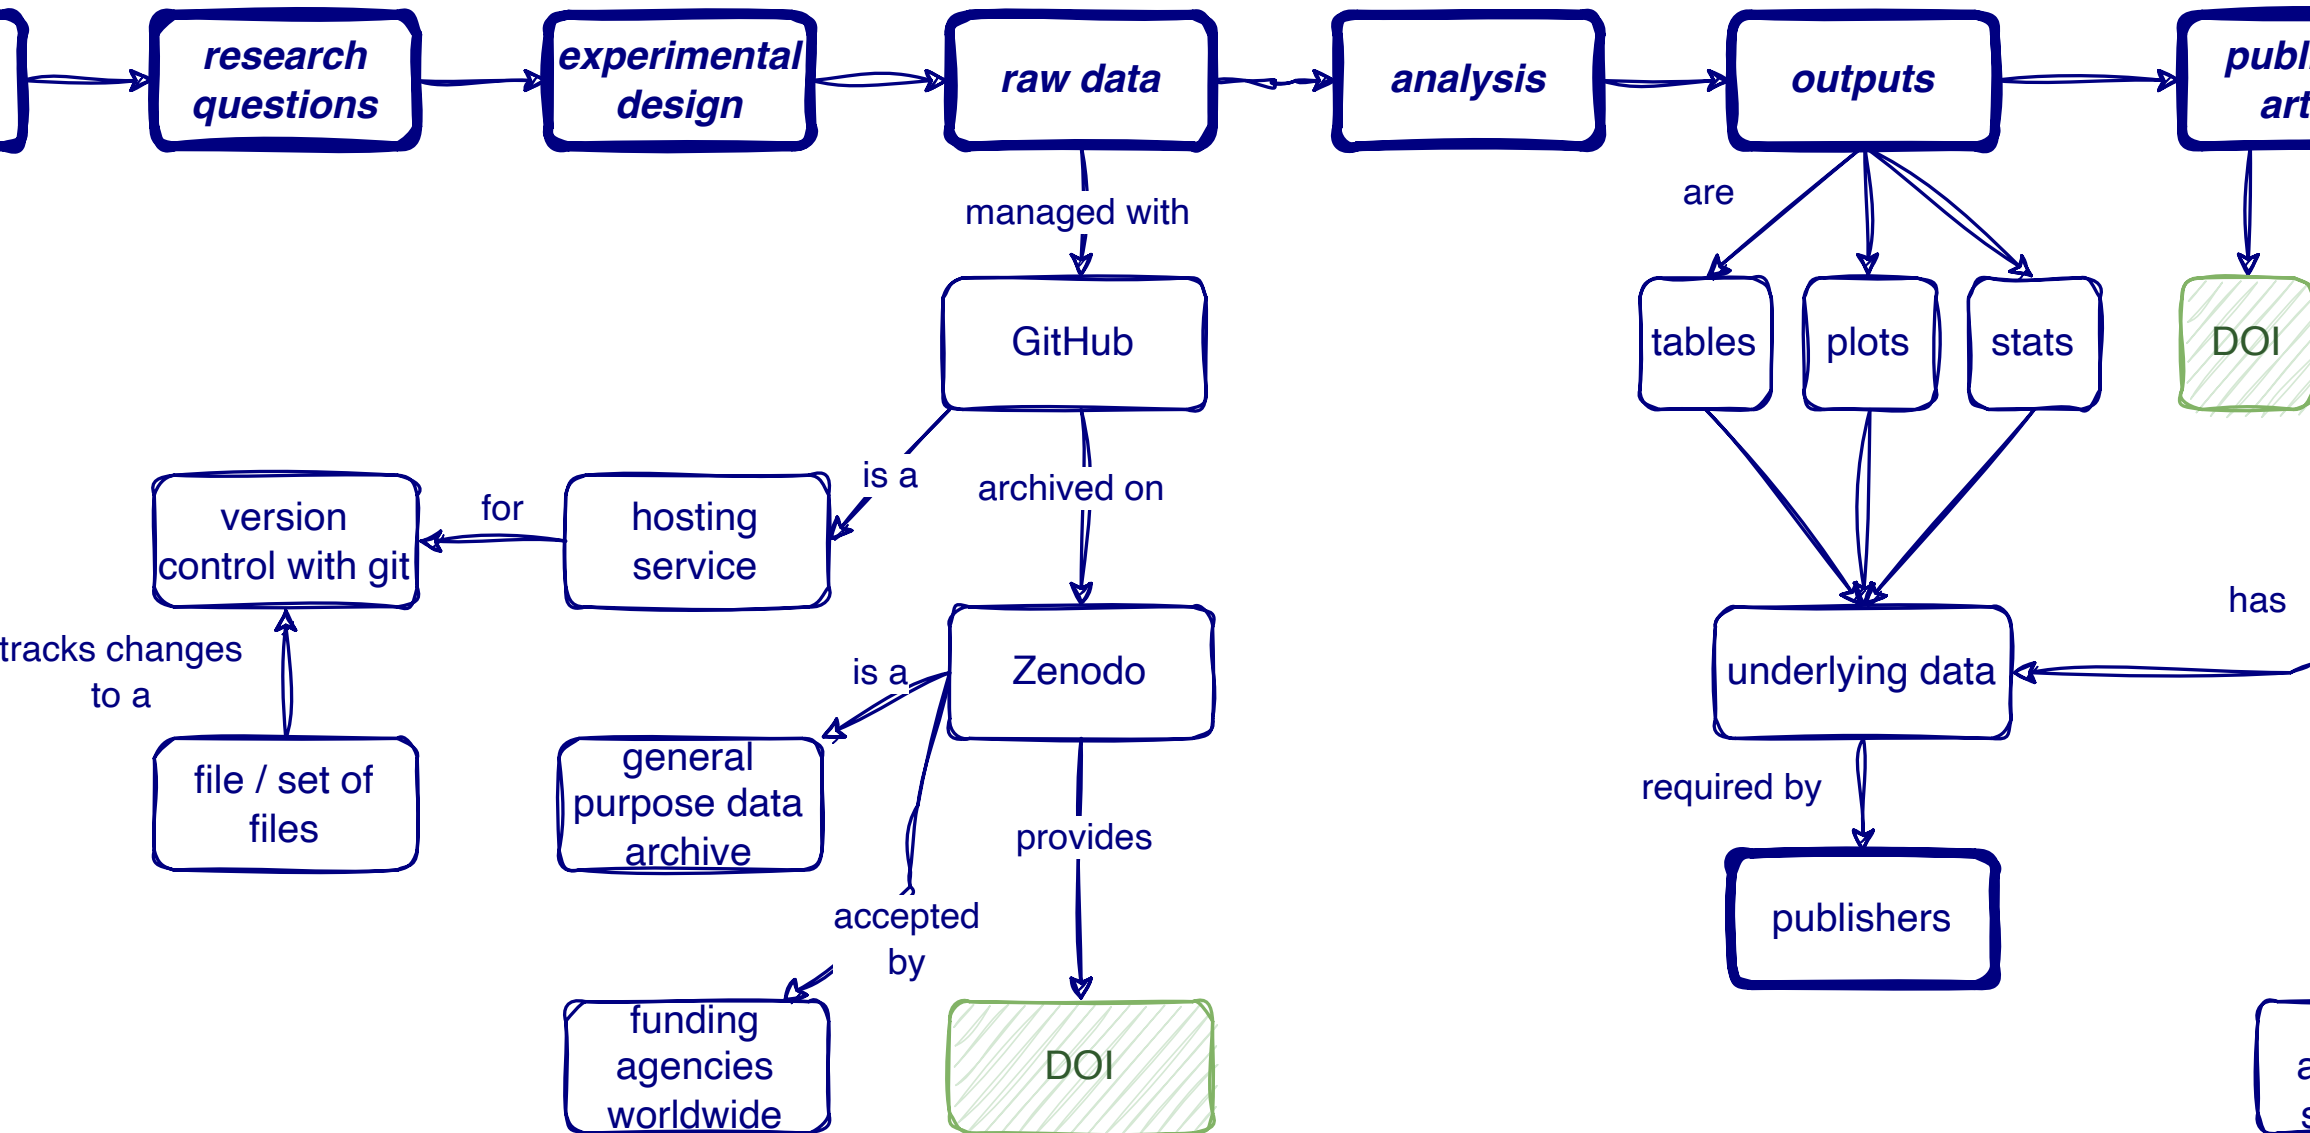 research
questions
experimental
design
raw data
analysis
outputs
managed with
are
GitHub
tables
plots
stats
DOI
is a
archived on
for
version
control with git
hosting
service
has
tracks changes
to a
is a
Zenodo
underlying data
file / set of
files
general
purpose data
archive
provides
required by
accepted
by
publishers
funding
agencies
worldwide
DOI